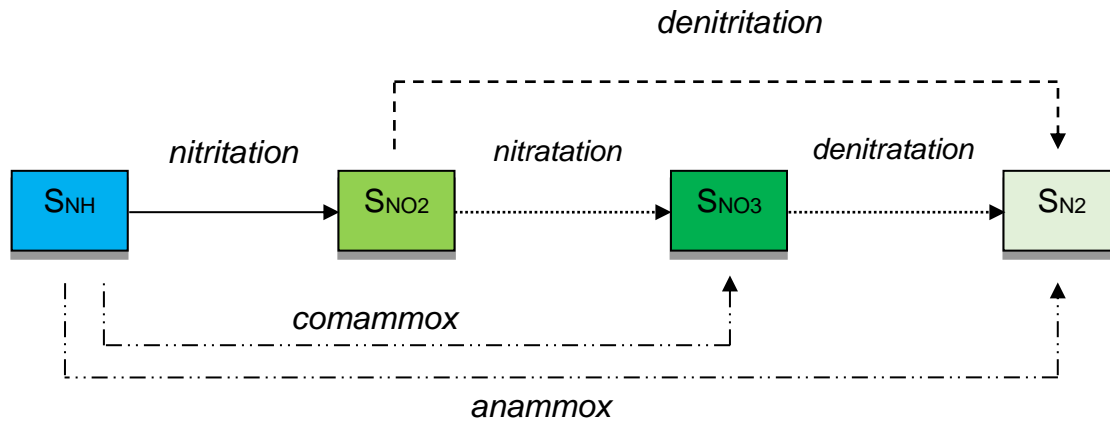 denitritation
nitritation
nitratation
denitratation
SNH
SNO2
SNO3
SN2
comammox
anammox